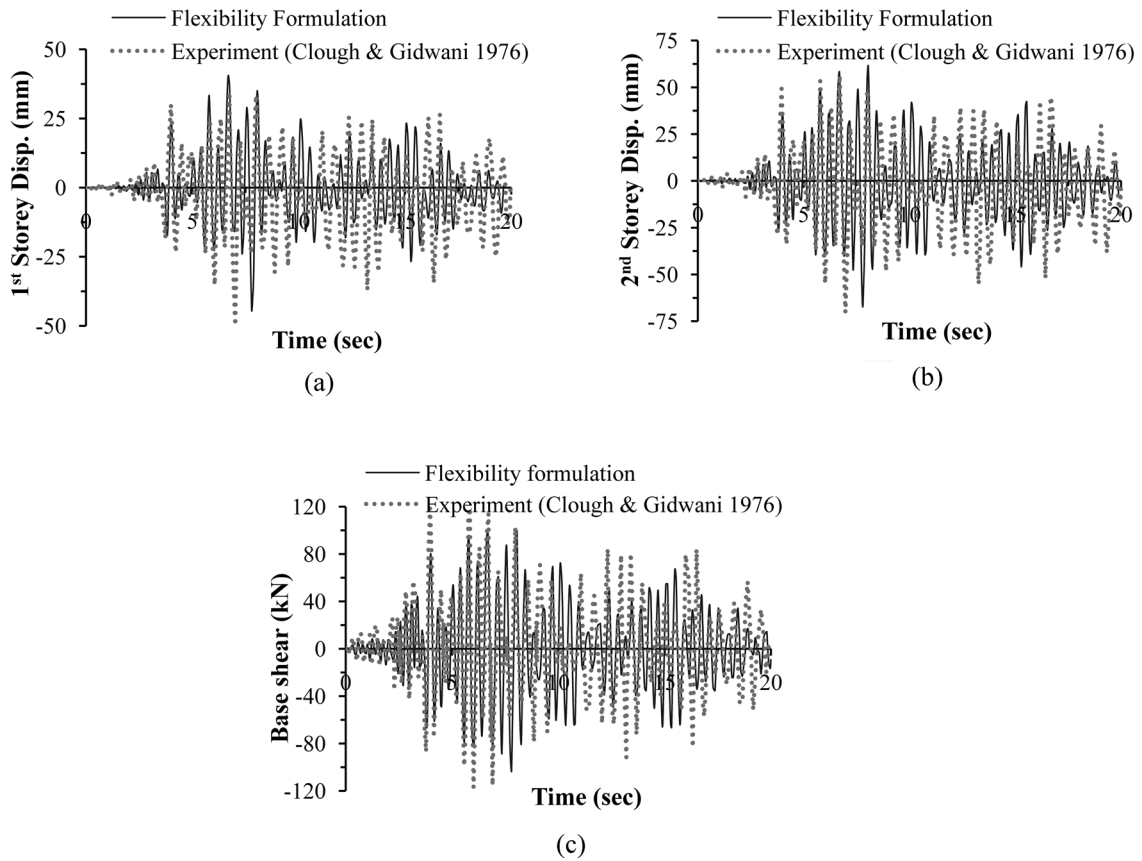 Flexibility Formulation
Experiment (Clough & Gidwani 1976)
1st Storey Disp. (mm)
50
25
0
-25
-50
0
5
10
15
20
Time (sec)
(a)
Flexibility Formulation
Experiment (Clough & Gidwani 1976)
2nd Storey Disp. (mm)
75
50
25
0
-25
-50
-75
0
5
10
15
20
Time (sec)
(b)
Flexibility formulation
Experiment (Clough & Gidwani 1976)
Base shear (kN)
120
80
40
0
-40
-80
-120
0
5
10
15
20
Time (sec)
(c)